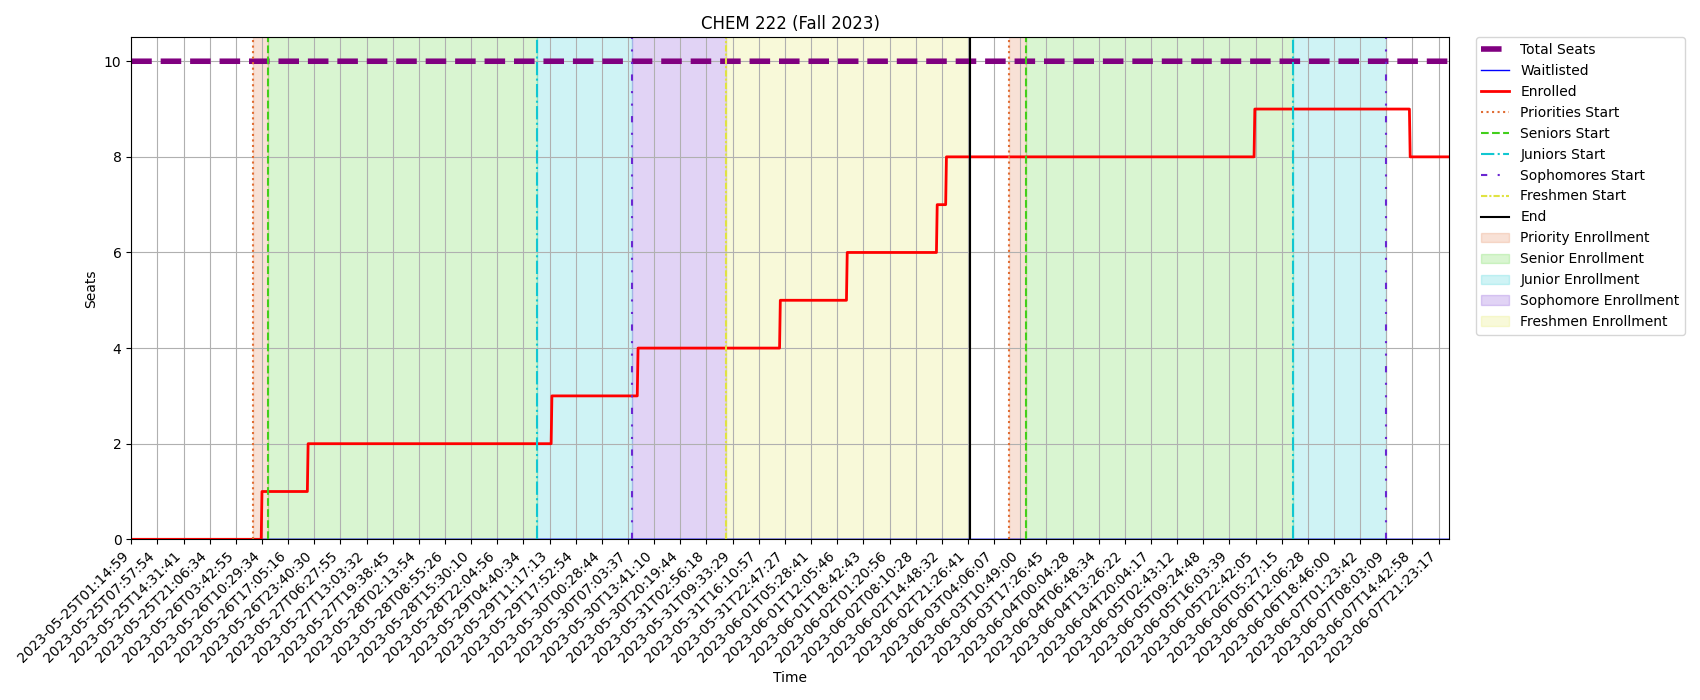 CHEM 222 (Fall 2023)
Seats
10
8
6
4
2
0
2023-05-25T01:14:59
2023-05-25T07:57:54
2023-05-25T14:31:41
2023-05-25T21:06:34
2023-05-26T03:42:55
2023-05-26T10:29:34
2023-05-26T17:05:16
2023-05-26T23:40:30
2023-05-27T06:27:55
2023-05-27T13:03:32
2023-05-27T19:38:45
2023-05-28T02:13:54
2023-05-28T08:55:26
2023-05-28T15:30:10
2023-05-28T22:04:56
2023-05-29T04:40:34
2023-05-29T11:17:13
2023-05-29T17:52:54
2023-05-30T00:28:44
2023-05-30T07:03:37
2023-05-30T13:41:10
2023-05-30T20:19:44
2023-05-31T02:56:18
2023-05-31T09:33:29
2023-05-31T16:10:57
2023-05-31T22:47:27
2023-06-01T05:28:41
2023-06-01T12:05:46
2023-06-01T18:42:43
2023-06-02T01:20:56
2023-06-02T08:10:28
2023-06-02T14:48:32
2023-06-02T21:26:41
2023-06-03T04:06:07
2023-06-03T10:49:00
2023-06-03T17:26:45
2023-06-04T00:04:28
2023-06-04T06:48:34
2023-06-04T13:26:22
2023-06-04T20:04:17
2023-06-05T02:43:12
2023-06-05T09:24:48
2023-06-05T16:03:39
2023-06-05T22:42:05
2023-06-06T05:27:15
2023-06-06T12:06:28
2023-06-06T18:46:00
2023-06-07T01:23:42
2023-06-07T08:03:09
2023-06-07T14:42:58
2023-06-07T21:23:17
Time
Total Seats
Waitlisted
Enrolled
Priorities Start
Seniors Start
Juniors Start
Sophomores Start
Freshmen Start
End
Priority Enrollment
Senior Enrollment
Junior Enrollment
Sophomore Enrollment
Freshmen Enrollment